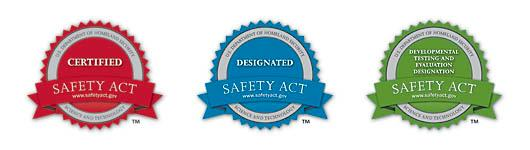 U.S. DEPARTMENT OF HOMELAND SECURITY
CERTIFIED
SAFETY ACT
www.safetyact.gov
SCIENCE AND TECHNOLOGY
TM
U.S. DEPARTMENT OF HOMELAND SECURITY
DESIGNATED
SAFETY ACT
www.safetyact.gov
SCIENCE AND TECHNOLOGY
TM
U.S. DEPARTMENT OF HOMELAND SECURITY
DEVELOPMENTAL
TESTING AND
EVALUATION
DESIGNATION
SAFETY ACT
www.safetyact.gov
SCIENCE AND TECHNOLOGY
TM